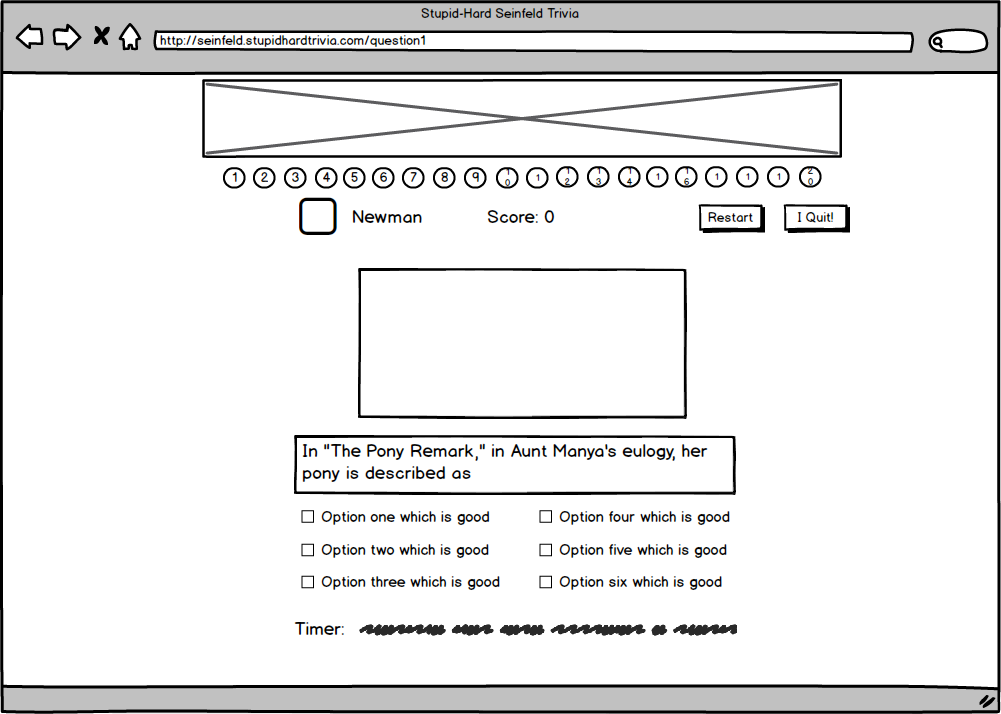 Stupid-Hard Seinfeld Trivia
http://seinfeld.stupidhardtrivia.com/question1
1 2 3 4 5 6 7 8 9 10 1 12 13 14 1 16 1 1 1 20
Newman Score: 0 Restart I Quit!
In "The Pony Remark," in Aunt Manya's eulogy, her
pony is described as
Option one which is good Option four which is good
Option two which is good Option five which is good
Option three which is good Option six which is good
Timer: